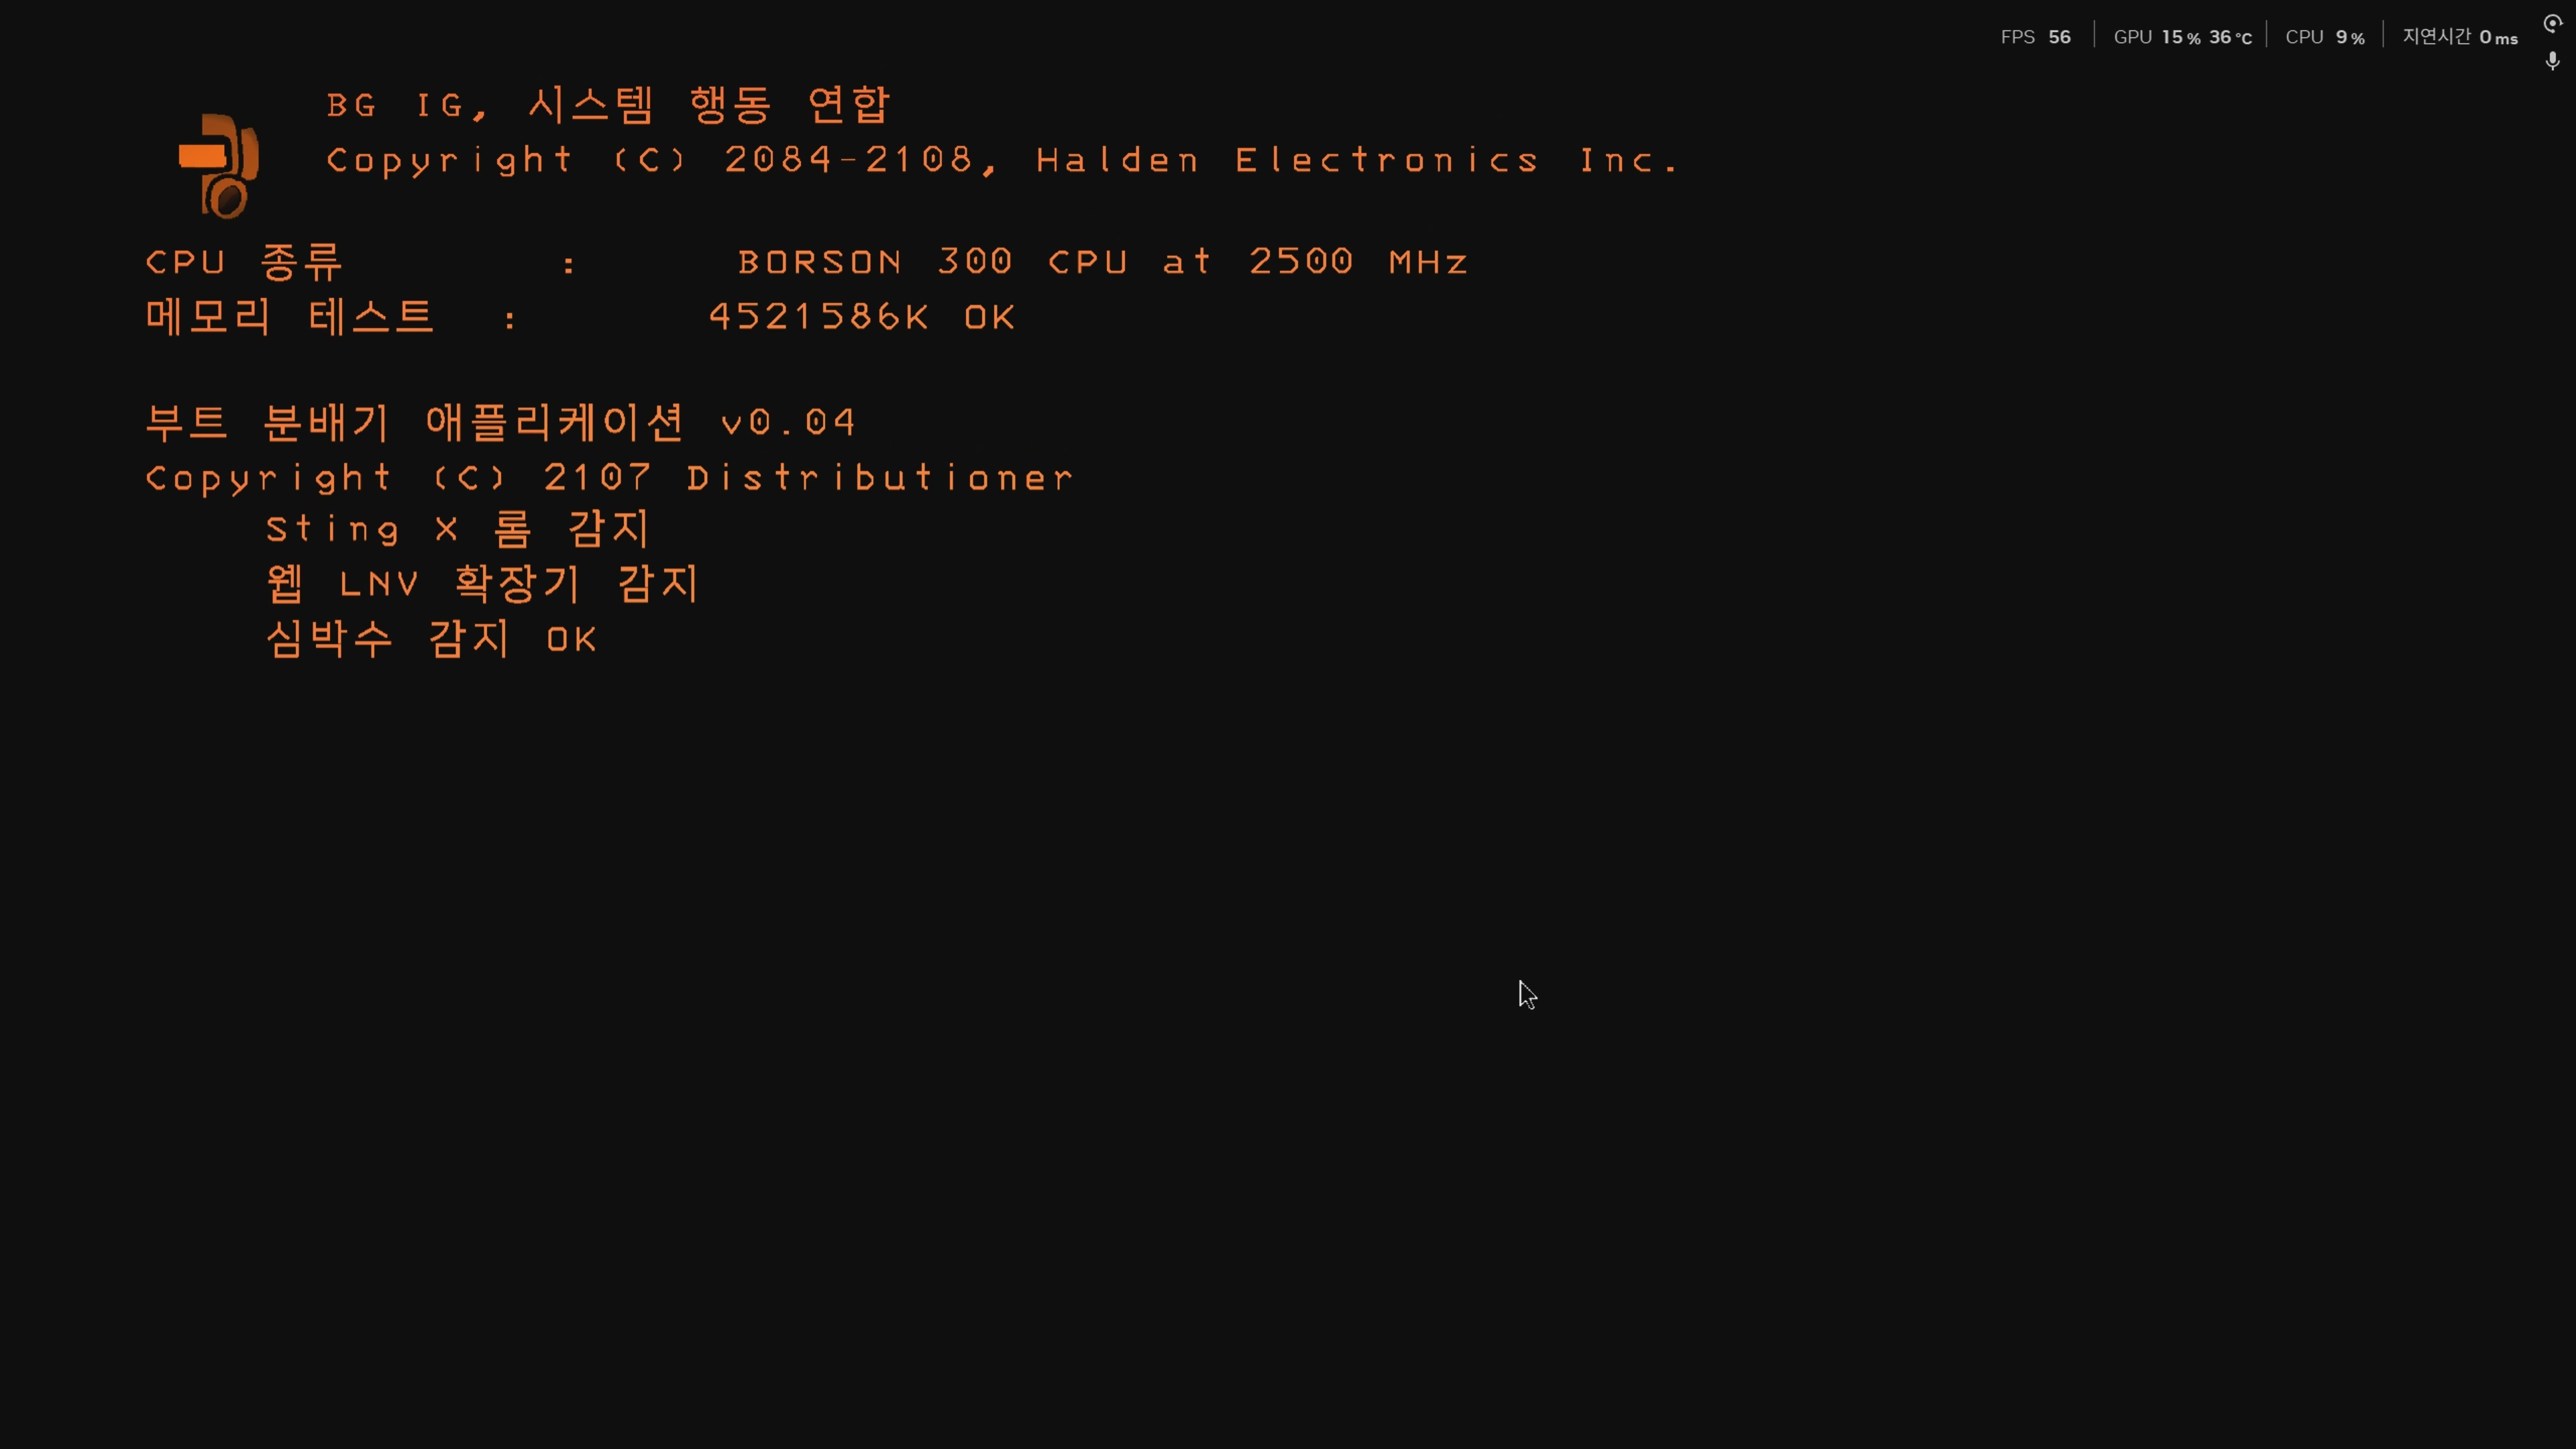 FPS 56 GPU 15% 36°C CPU 9% 지연시간 0ms
BG IG, 시스템 행동 연합
Copyright (C) 2084-2108, Halden Electronics Inc.
CPU 종류 : BORSON 300 CPU at 2500 MHz
메모리 테스트 : 4521586K OK
부트 분배기 애플리케이션 v0.04
Copyright (C) 2107 Distributioner
Sting X 롬 감지
웹 LNV 확장기 감지
심박수 감지 OK